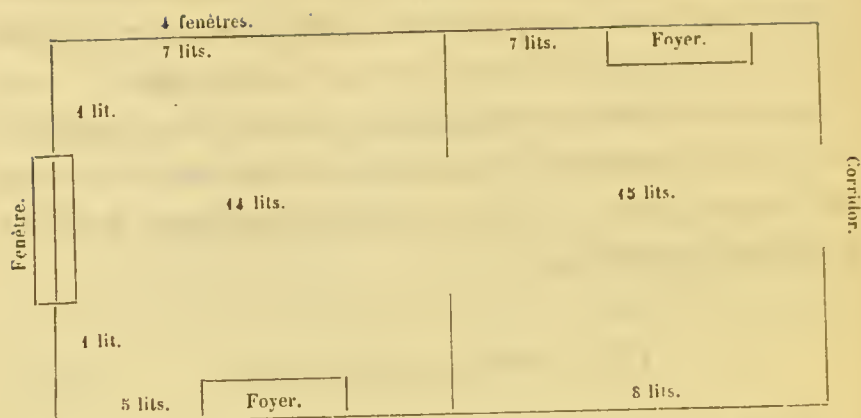 4 fenêtres.
7 lits.
7 lits.
Foyer.
1 lit.
Fenêtre.
14 lits.
15 lits.
Corridor.
1 lit.
5 lits.
Foyer.
8 lits.